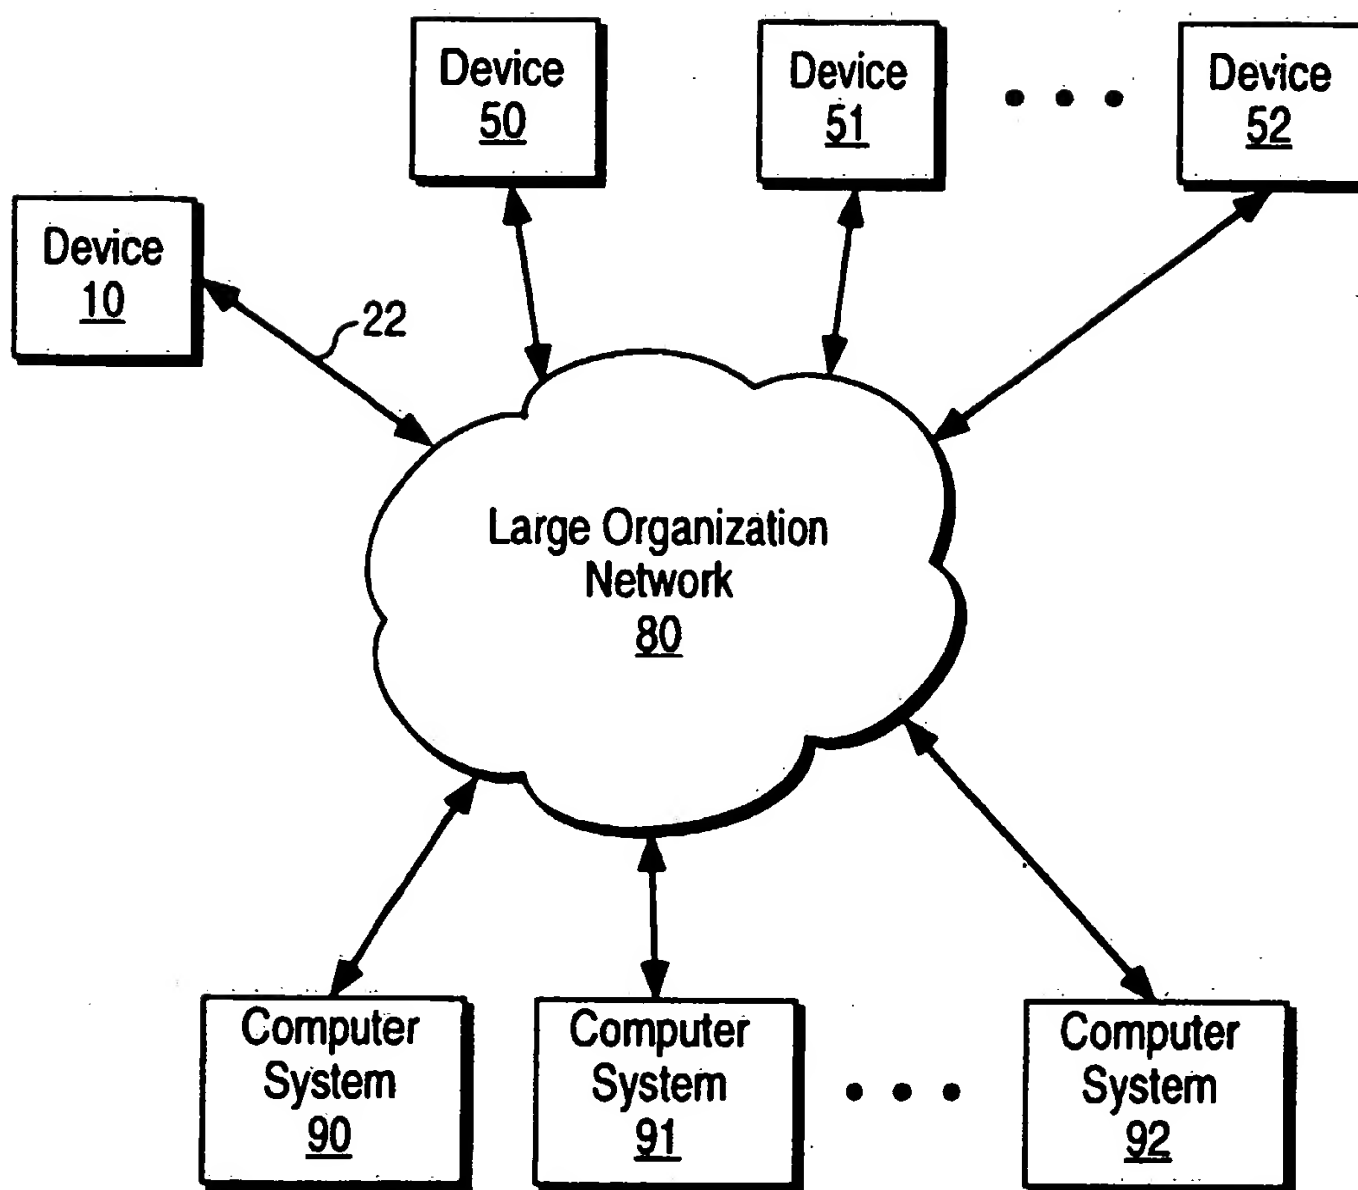 Device
50
Device
51
Device
52
Device
10
22
Large Organization
Network
80
Computer
System
90
Computer
System
91
Computer
System
92